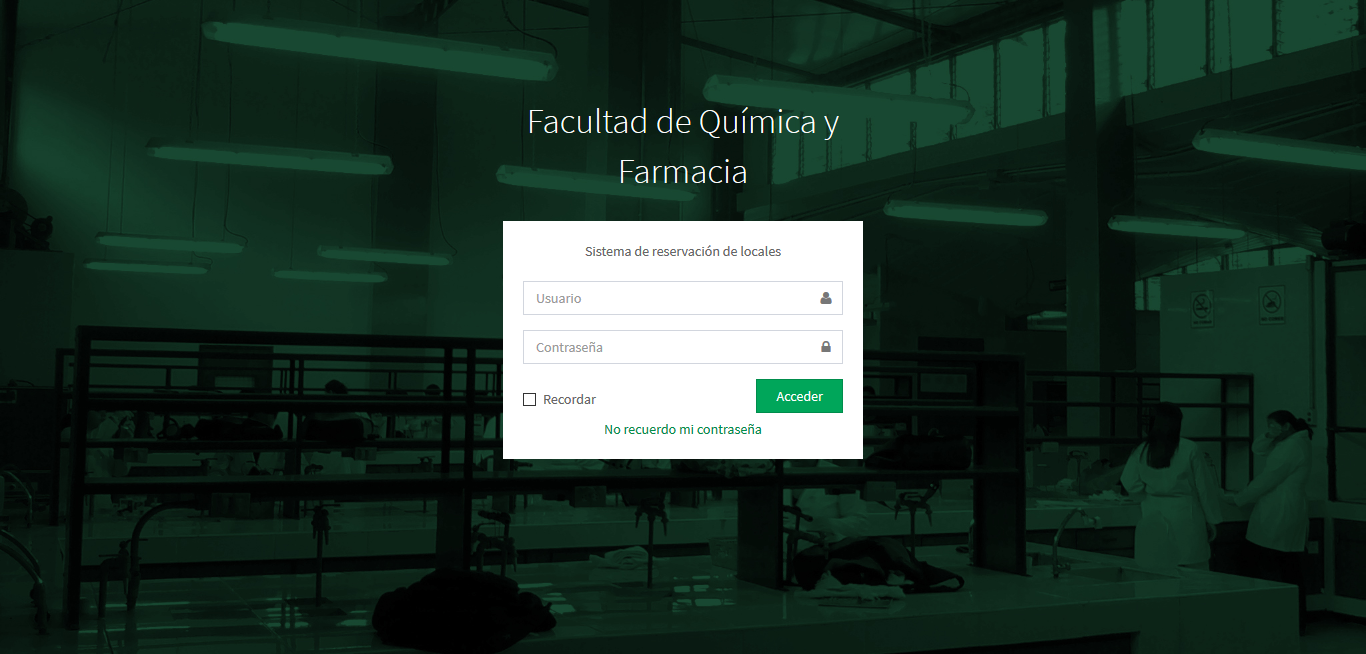 Facultad de Química y
Farmacia
Sistema de reservación de locales
Usuario
Contraseña
Recordar
Acceder
No recuerdo mi contraseña